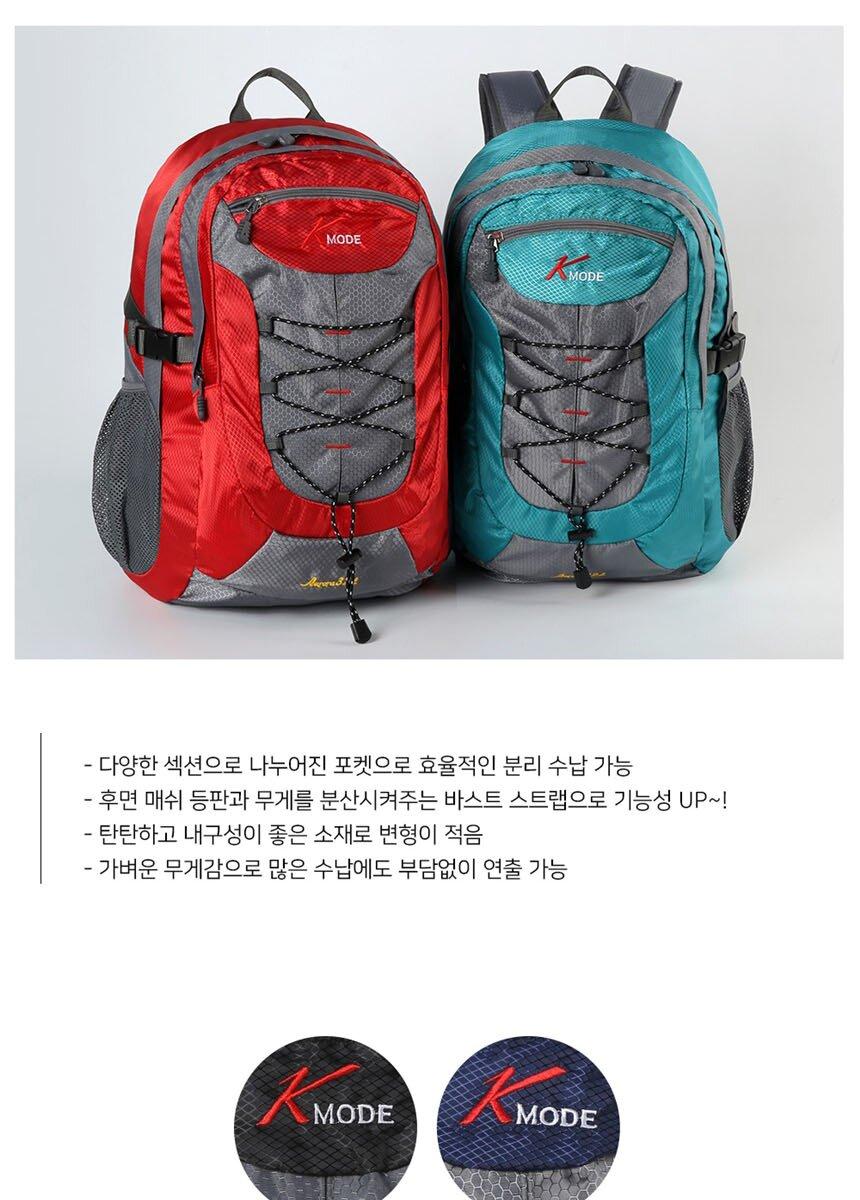 K MODE
K MODE
- 다양한 섹션으로 나누어진 포켓으로 효율적인 분리 수납 가능
- 후면 매쉬 등판과 무게를 분산시켜주는 바스트 스트랩으로 기능성 UP~!
- 탄탄하고 내구성이 좋은 소재로 변형이 적음
- 가벼운 무게감으로 많은 수납에도 부담없이 연출 가능
K MODE
K MODE